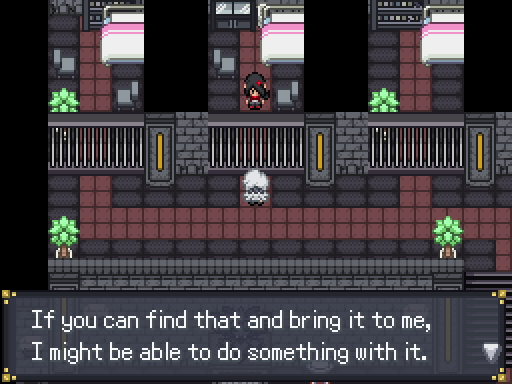 If you can find that and bring it to me,
I might be able to do something with it.